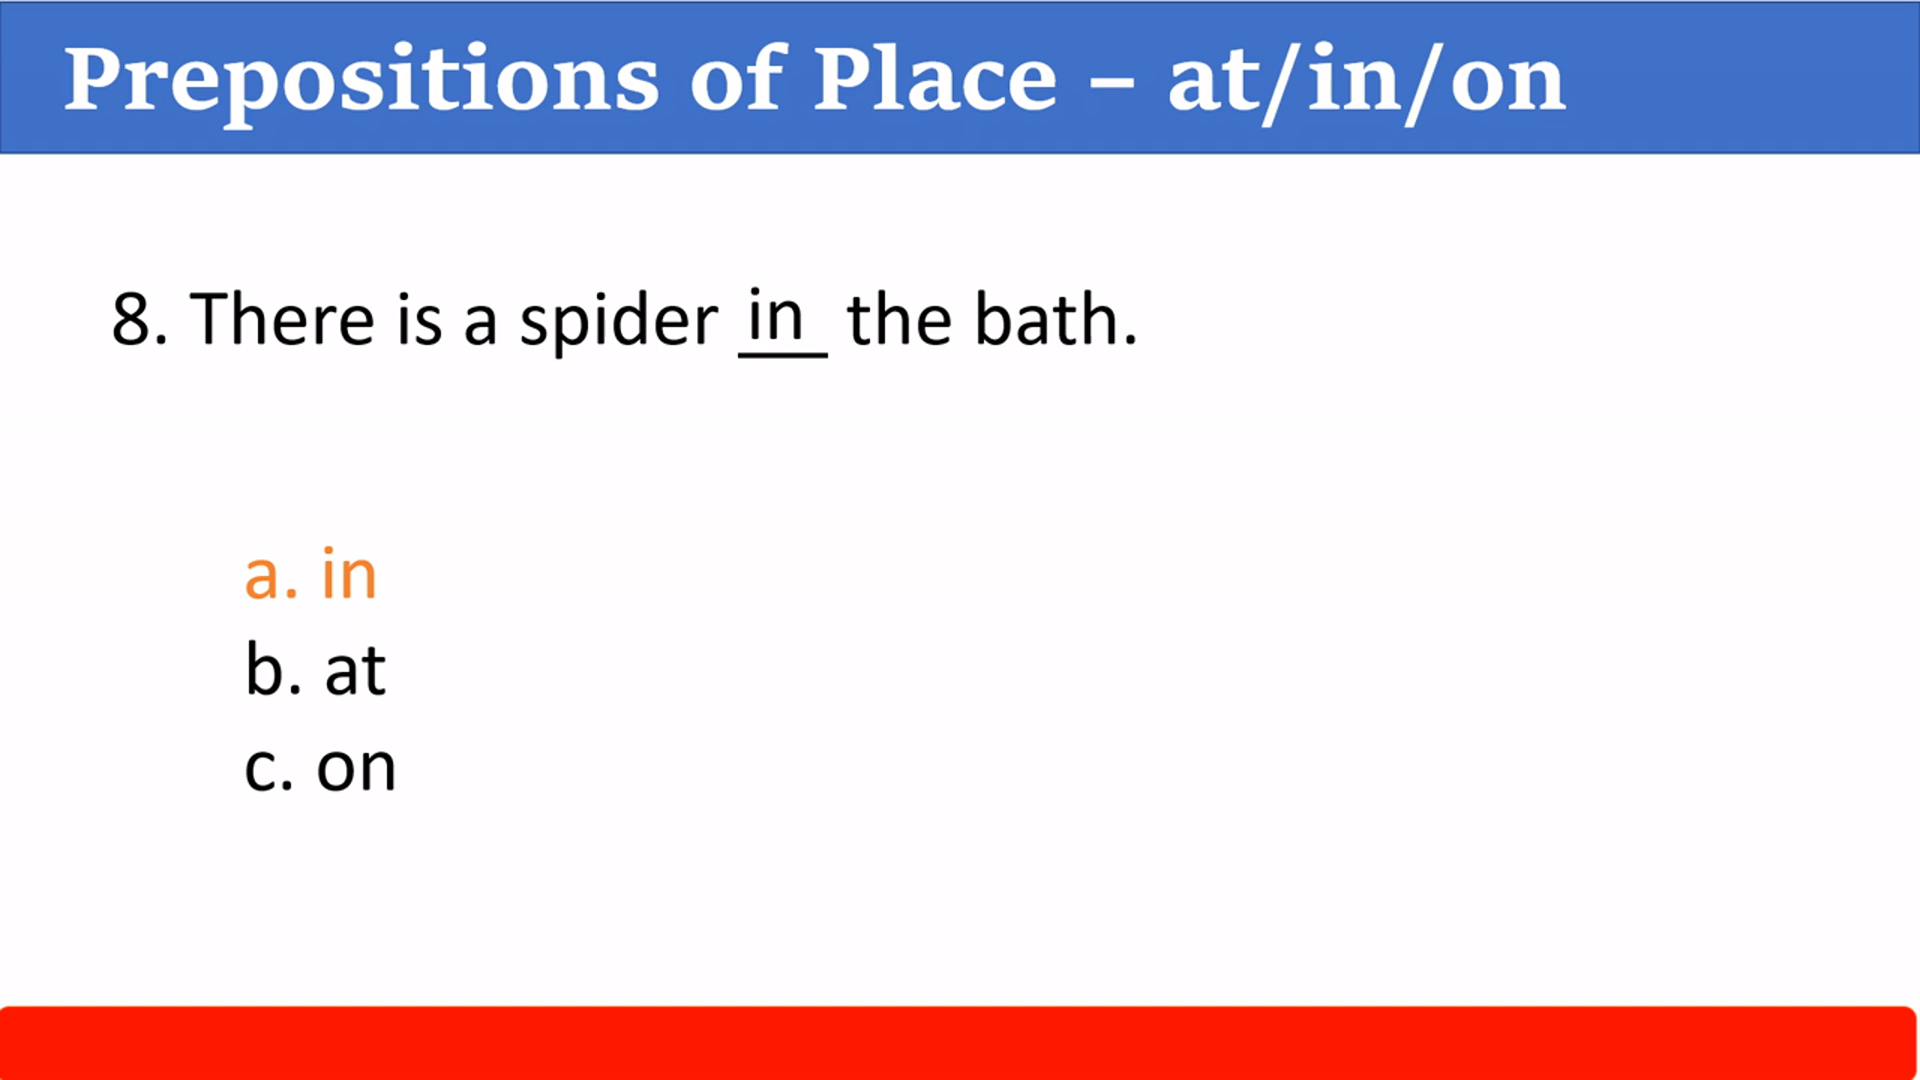 Prepositions of Place – at/in/on
8. There is a spider in the bath.
a. in
b. at
c. on